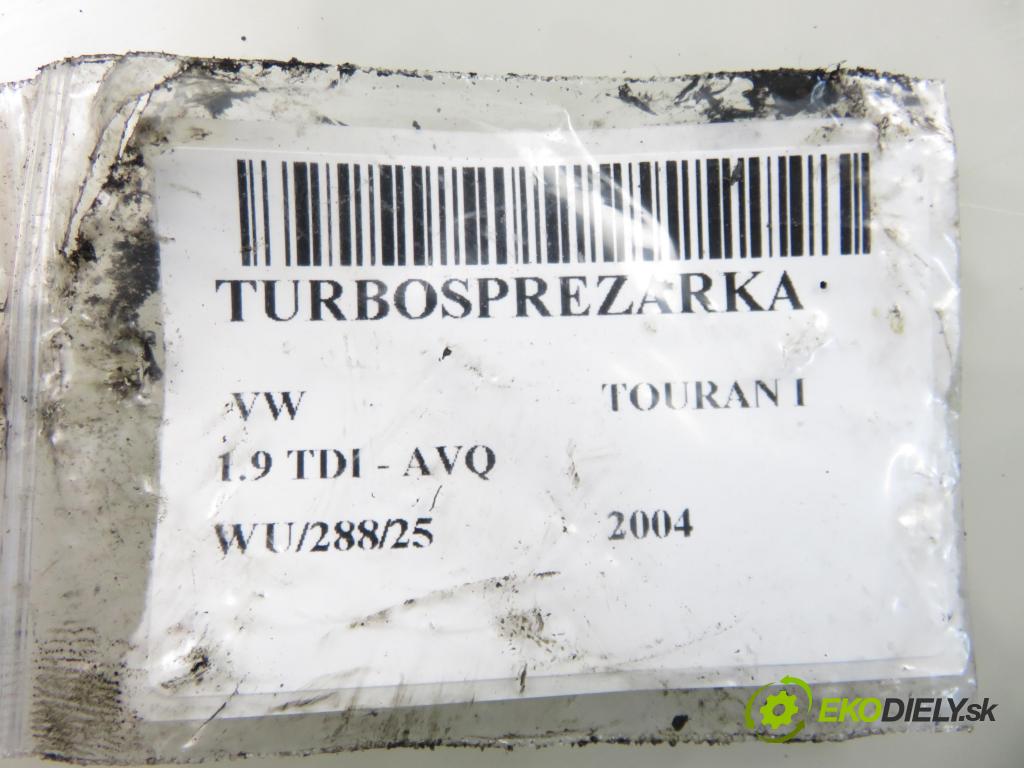 TURBOSPREZARKA
VW TOURAN I
1.9 TDI - AVQ
WU/288/25 2004
EKODIELY.sk